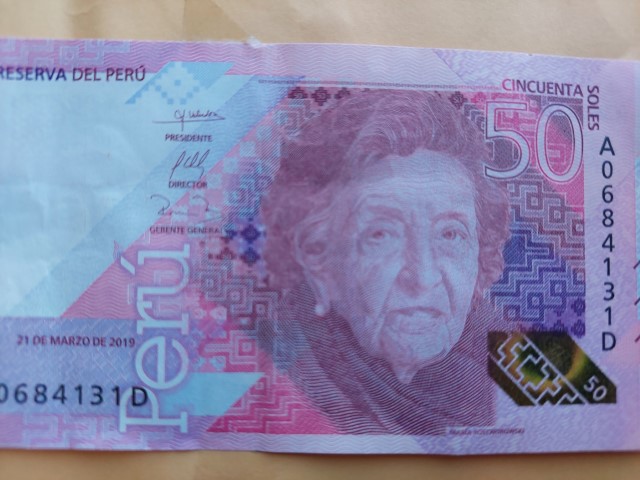 RESERVA DEL PERÚ
PRESIDENTE
DIRECTOR
GERENTE GENERAL
Perú
21 DE MARZO DE 2019
0684131D
CINCUENTA SOLES
50
A0684131D
50